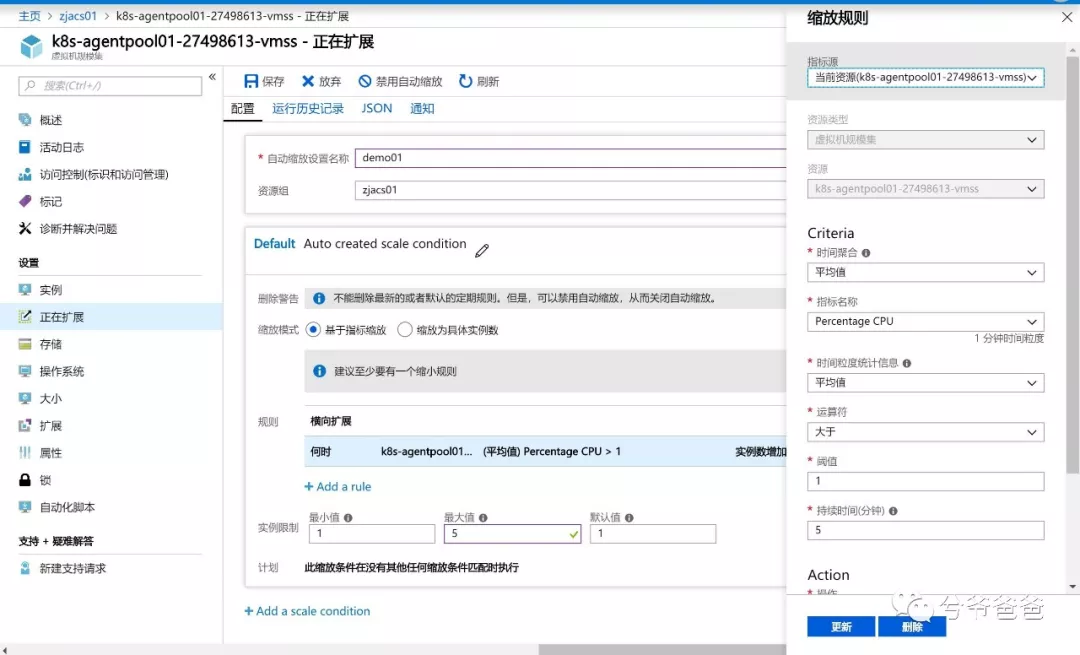 主页 > zjacs01 > k8s-agentpool01-27498613-vmss - 正在扩展
k8s-agentpool01-27498613-vmss - 正在扩展
虚拟机规模集
搜索(Ctrl+/)
概述
活动日志
访问控制(标识和访问管理)
标记
诊断并解决问题
设置
实例
正在扩展
存储
操作系统
大小
扩展
属性
锁
自动化脚本
支持 + 疑难解答
新建支持请求
保存 放弃 禁用自动缩放 刷新
配置 运行历史记录 JSON 通知
* 自动缩放设置名称 demo01
资源组 zjacs01
Default Auto created scale condition
删除警告 不能删除最新的或者默认的定期规则。但是，可以禁用自动缩放，从而关闭自动缩放。
缩放模式 基于指标缩放 缩放为具体实例数
建议至少要有一个缩小规则
规则 横向扩展
何时 k8s-agentpool01... (平均值) Percentage CPU > 1 实例数增加
+ Add a rule
实例限制 最小值 最大值 默认值
1 5 1
计划 此缩放条件在没有其他任何缩放条件匹配时执行
+ Add a scale condition
缩放规则
指标源
当前资源(k8s-agentpool01-27498613-vmss)
资源类型
虚拟机规模集
资源
k8s-agentpool01-27498613-vmss
Criteria
* 时间聚合
平均值
* 指标名称
Percentage CPU
1 分钟时间粒度
* 时间粒度统计信息
平均值
* 运算符
大于
* 阈值
1
* 持续时间(分钟)
5
Action
* 操作
更新 删除
兮爷爸爸